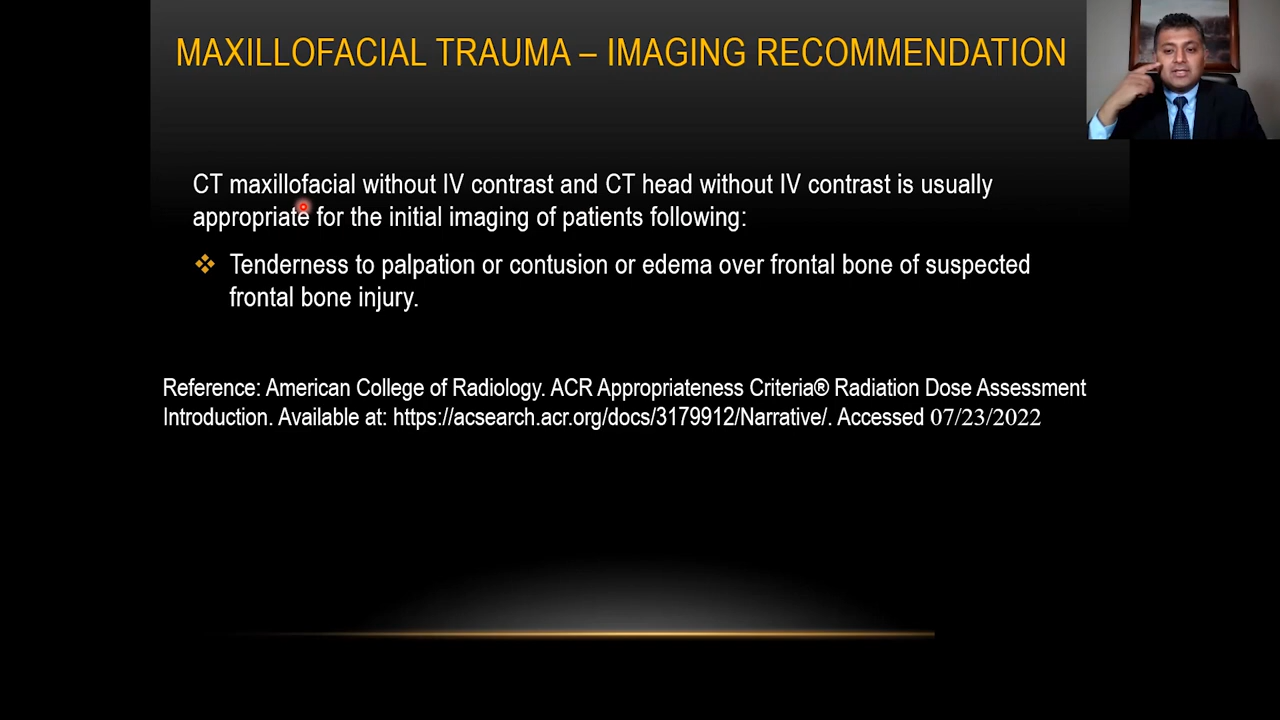 MAXILLOFACIAL TRAUMA – IMAGING RECOMMENDATION
CT maxillofacial without IV contrast and CT head without IV contrast is usually
appropriate for the initial imaging of patients following:
❖ Tenderness to palpation or contusion or edema over frontal bone of suspected
frontal bone injury.
Reference: American College of Radiology. ACR Appropriateness Criteria® Radiation Dose Assessment
Introduction. Available at: https://acsearch.acr.org/docs/3179912/Narrative/. Accessed 07/23/2022